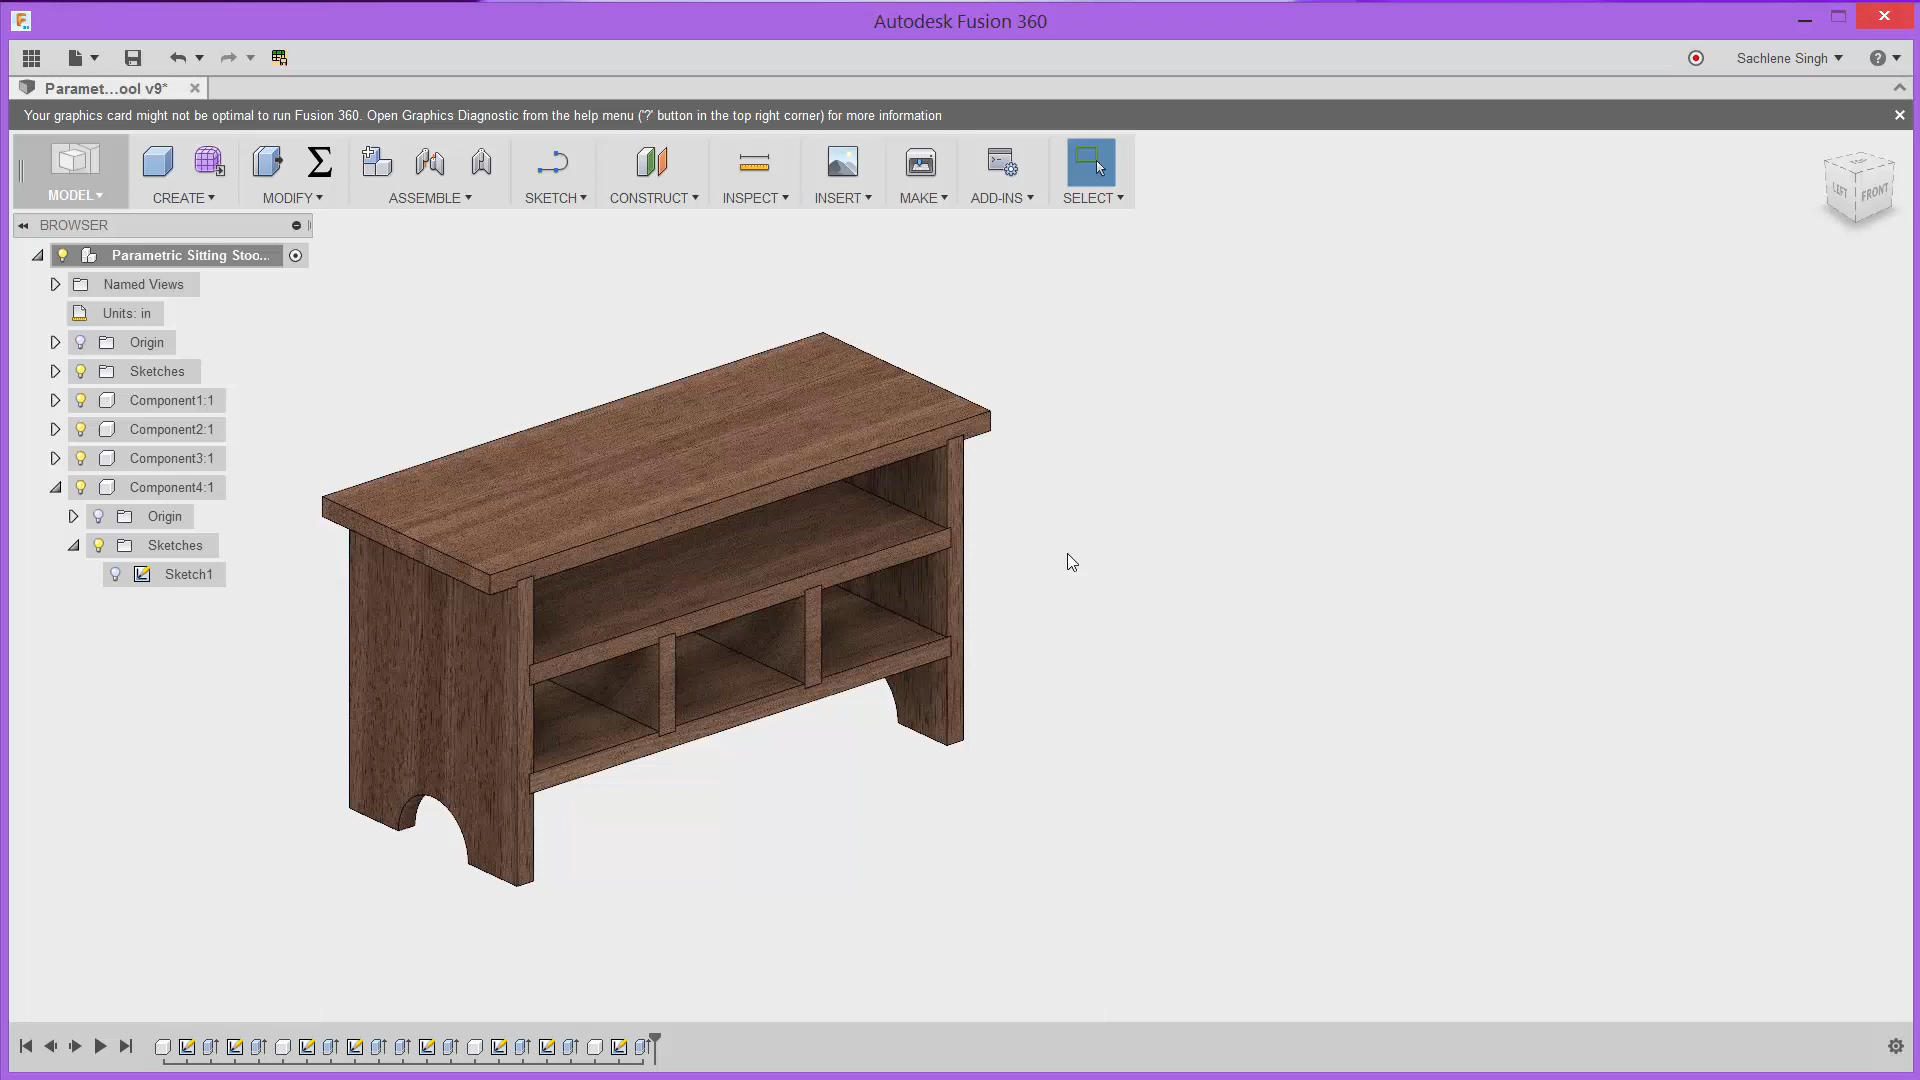 Autodesk Fusion 360
Sachlene Singh
Paramet...ool v9*
Your graphics card might not be optimal to run Fusion 360. Open Graphics Diagnostic from the help menu ('?' button in the top right corner) for more information
MODEL
CREATE
MODIFY
ASSEMBLE
SKETCH
CONSTRUCT
INSPECT
INSERT
MAKE
ADD-INS
SELECT
TOP
LEFT
FRONT
BROWSER
Parametric Sitting Stoo...
Named Views
Units: in
Origin
Sketches
Component1:1
Component2:1
Component3:1
Component4:1
Origin
Sketches
Sketch1